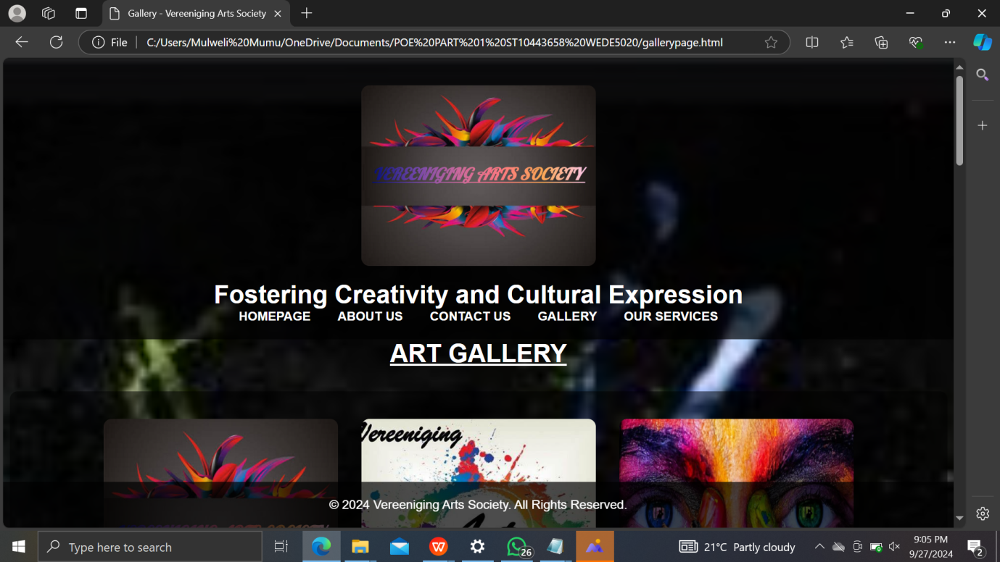 Gallery - Vereeniging Arts Society
File
C:/Users/Mulweli%20Mumu/OneDrive/Documents/POE%20PART%201%20ST10443658%20WEDE5020/gallerypage.html
VEREENIGING ARTS SOCIETY
Fostering Creativity and Cultural Expression
HOMEPAGE ABOUT US CONTACT US GALLERY OUR SERVICES
ART GALLERY
Vereeniging
© 2024 Vereeniging Arts Society. All Rights Reserved.
Type here to search
26
21°C Partly cloudy
9:05 PM
9/27/2024
2